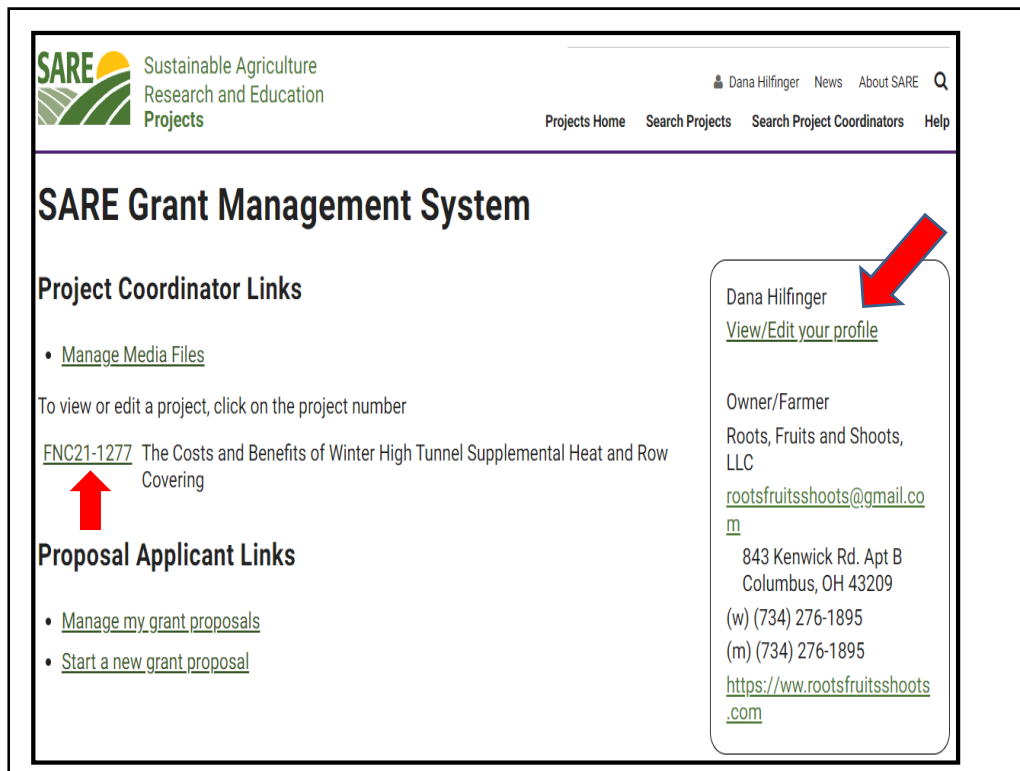 SARE
Sustainable Agriculture
Research and Education
Projects
Dana Hilfinger News About SARE
Projects Home Search Projects Search Project Coordinators Help
SARE Grant Management System
Project Coordinator Links
• Manage Media Files
To view or edit a project, click on the project number
FNC21-1277 The Costs and Benefits of Winter High Tunnel Supplemental Heat and Row
Covering
Proposal Applicant Links
• Manage my grant proposals
• Start a new grant proposal
Dana Hilfinger
View/Edit your profile
Owner/Farmer
Roots, Fruits and Shoots,
LLC
rootsfruitsshoots@gmail.co
m
843 Kenwick Rd. Apt B
Columbus, OH 43209
(w) (734) 276-1895
(m) (734) 276-1895
https://ww.rootsfruitsshoots
.com